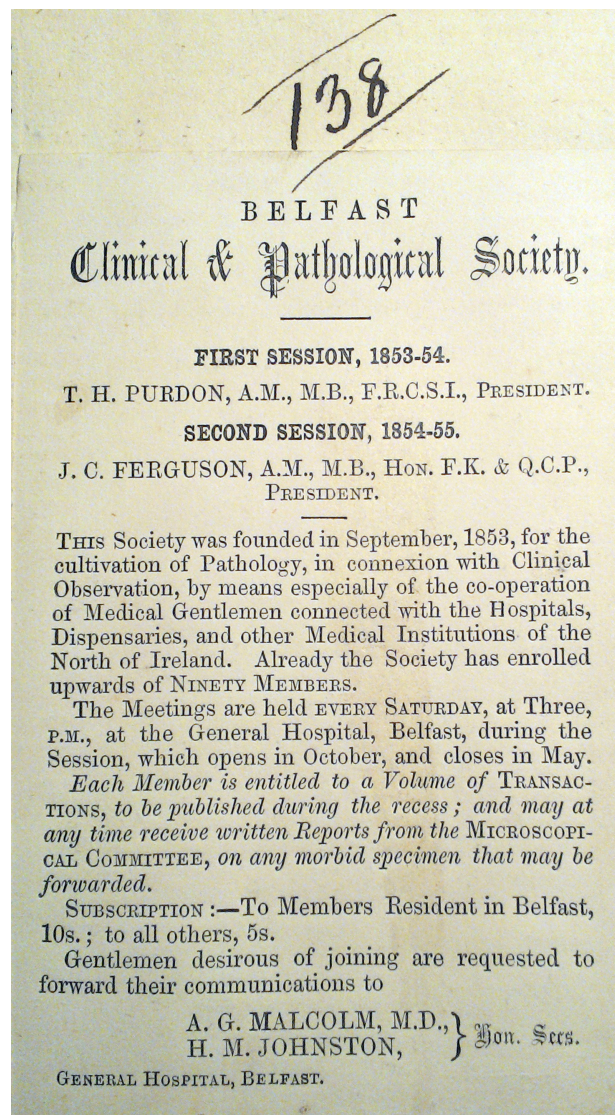 138
BELFAST
Clinical & Pathological Society.
FIRST SESSION, 1853-54.
T. H. PURDON, A.M., M.B., F.R.C.S.I., PRESIDENT.
SECOND SESSION, 1854-55.
J. C. FERGUSON, A.M., M.B., HON. F.K. & Q.C.P.,
PRESIDENT.
THIS Society was founded in September, 1853, for the
cultivation of Pathology, in connexion with Clinical
Observation, by means especially of the co-operation
of Medical Gentlemen connected with the Hospitals,
Dispensaries, and other Medical Institutions of the
North of Ireland. Already the Society has enrolled
upwards of NINETY MEMBERS.
The Meetings are held EVERY SATURDAY, at Three,
P.M., at the General Hospital, Belfast, during the
Session, which opens in October, and closes in May.
Each Member is entitled to a Volume of TRANSAC-
TIONS, to be published during the recess; and may at
any time receive written Reports from the MICROSCOPI-
CAL COMMITTEE, on any morbid specimen that may be
forwarded.
SUBSCRIPTION:—To Members Resident in Belfast,
10s.; to all others, 5s.
Gentlemen desirous of joining are requested to
forward their communications to
A. G. MALCOLM, M.D.,
H. M. JOHNSTON, } Hon. Secs.
GENERAL HOSPITAL, BELFAST.